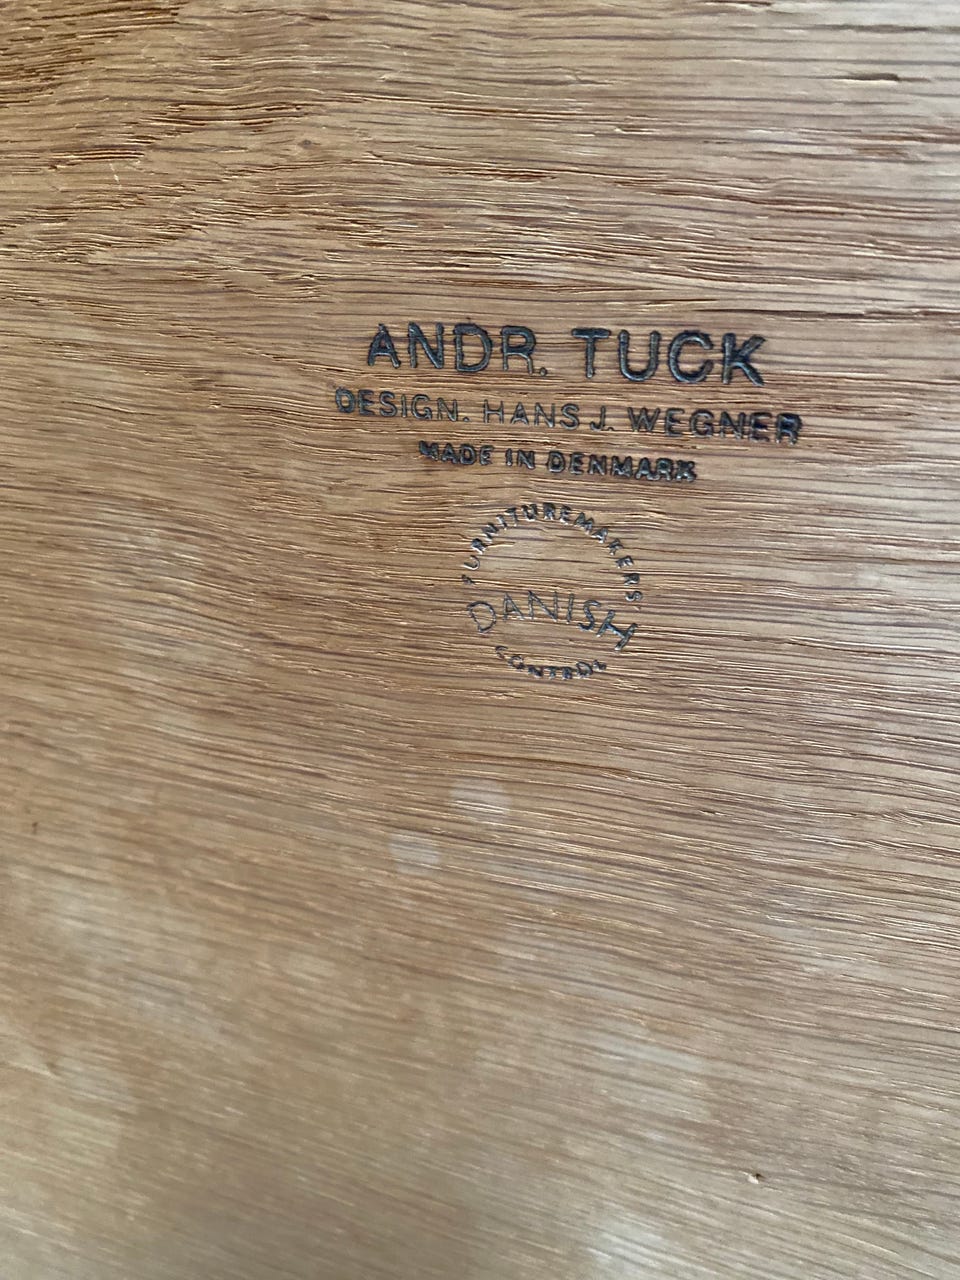 ANDR. TUCK
DESIGN. HANS J. WEGNER
MADE IN DENMARK
FURNITUREMAKERS'
DANISH
CONTROL